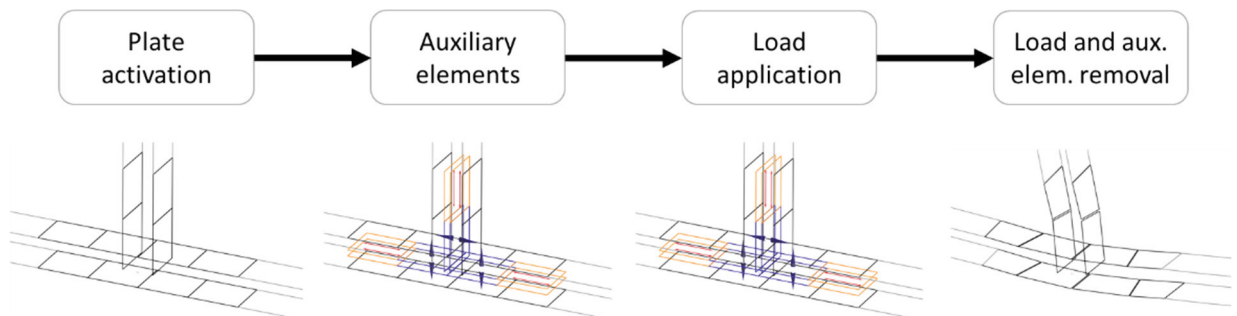 Plate
activation
Auxiliary
elements
Load
application
Load and aux.
elem. removal